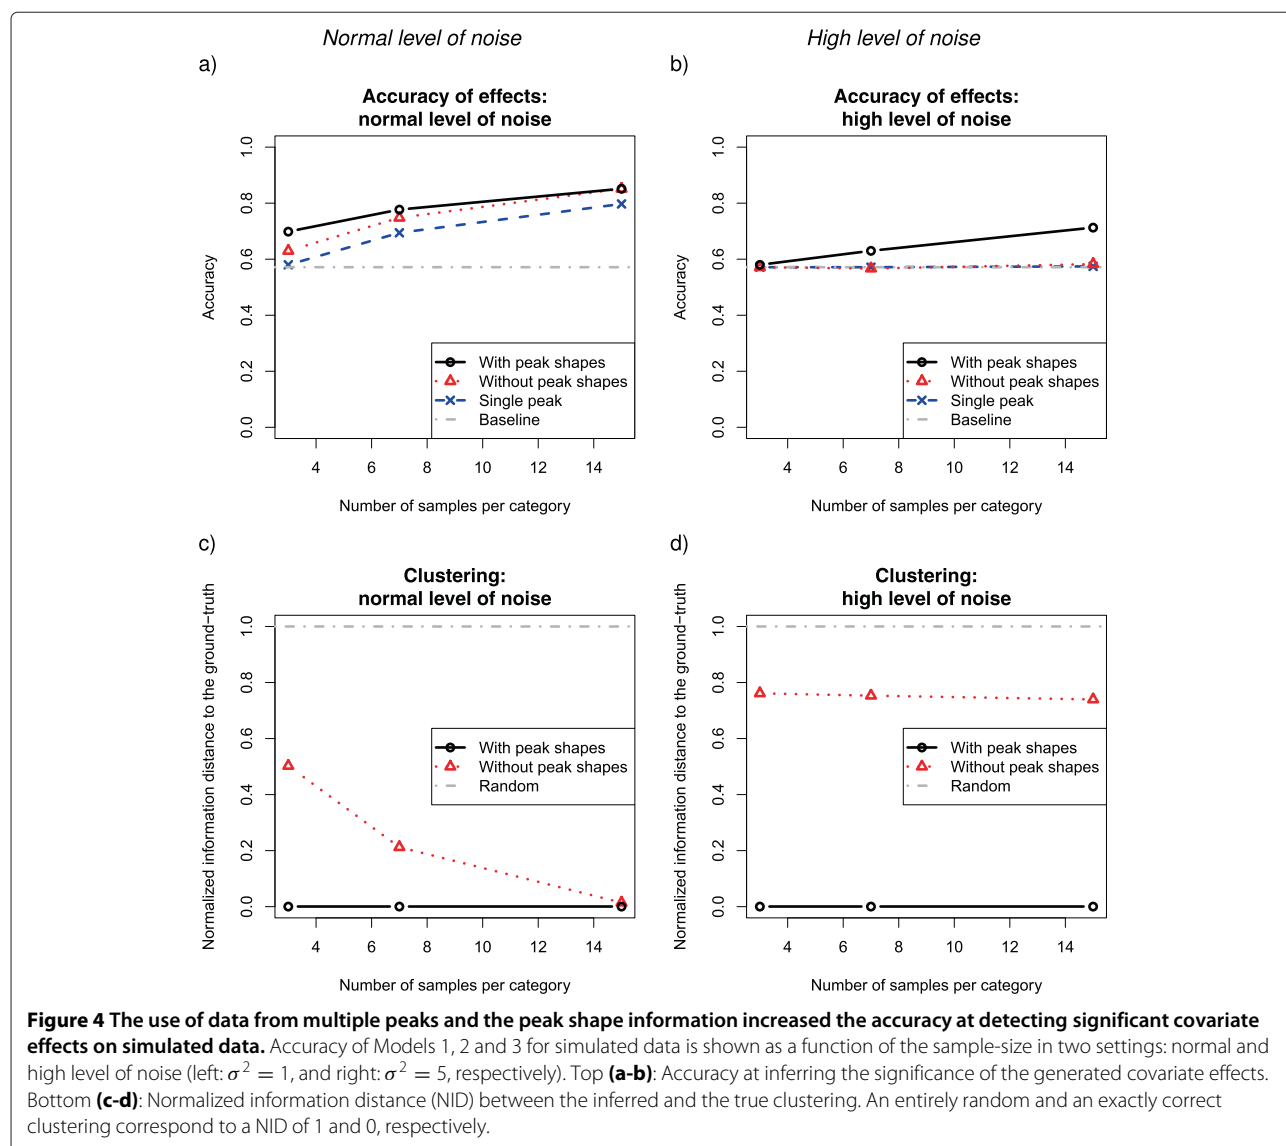 Normal level of noise
High level of noise
a)
Accuracy of effects:
normal level of noise
Accuracy
1.0
0.8
0.6
0.4
0.2
0.0
With peak shapes
Without peak shapes
Single peak
Baseline
4 6 8 10 12 14
Number of samples per category
b)
Accuracy of effects:
high level of noise
Accuracy
1.0
0.8
0.6
0.4
0.2
0.0
With peak shapes
Without peak shapes
Single peak
Baseline
4 6 8 10 12 14
Number of samples per category
c)
Clustering:
normal level of noise
Normalized information distance to the ground−truth
1.0
0.8
0.6
0.4
0.2
0.0
With peak shapes
Without peak shapes
Random
4 6 8 10 12 14
Number of samples per category
d)
Clustering:
high level of noise
Normalized information distance to the ground−truth
1.0
0.8
0.6
0.4
0.2
0.0
With peak shapes
Without peak shapes
Random
4 6 8 10 12 14
Number of samples per category
Figure 4 The use of data from multiple peaks and the peak shape information increased the accuracy at detecting significant covariate
effects on simulated data. Accuracy of Models 1, 2 and 3 for simulated data is shown as a function of the sample-size in two settings: normal and
high level of noise (left: σ² = 1, and right: σ² = 5, respectively). Top (a-b): Accuracy at inferring the significance of the generated covariate effects.
Bottom (c-d): Normalized information distance (NID) between the inferred and the true clustering. An entirely random and an exactly correct
clustering correspond to a NID of 1 and 0, respectively.